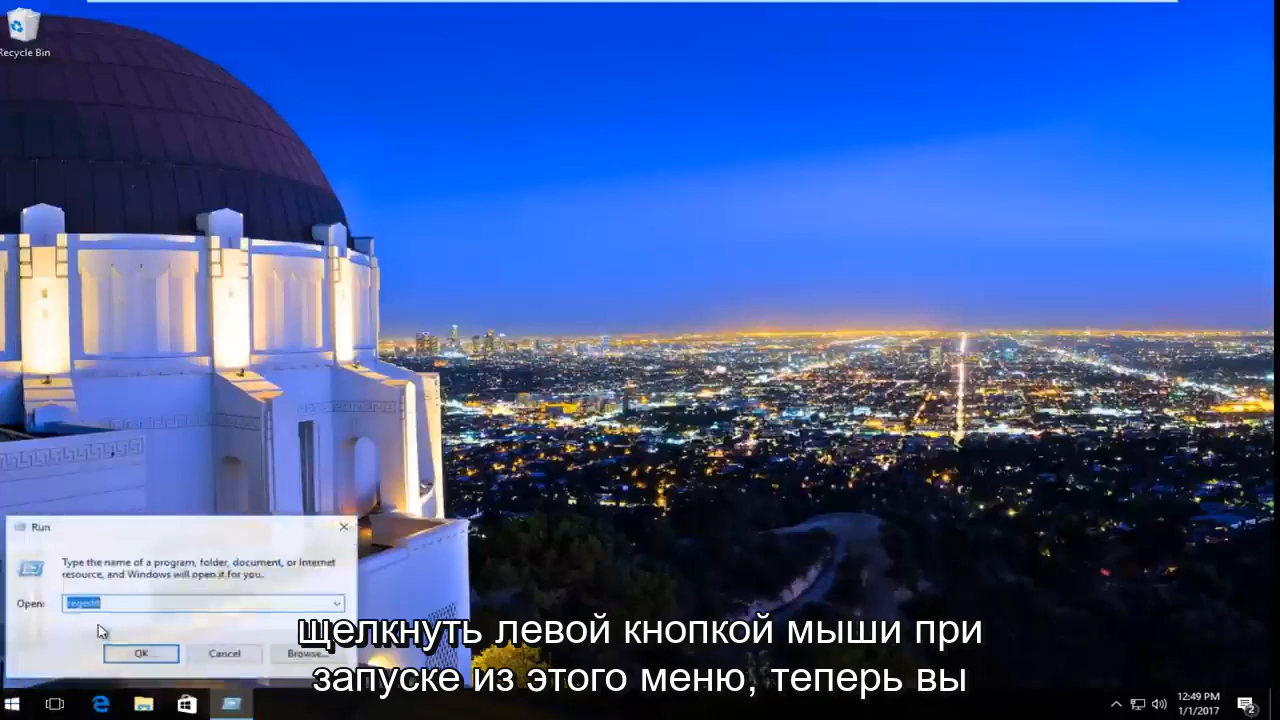 Recycle Bin
Run
Type the name of a program, folder, document, or Internet
resource, and Windows will open it for you.
Open:
regedit
OK
Cancel
Browse...
щелкнуть левой кнопкой мыши при
запуске из этого меню, теперь вы
12:49 PM
1/1/2017
2